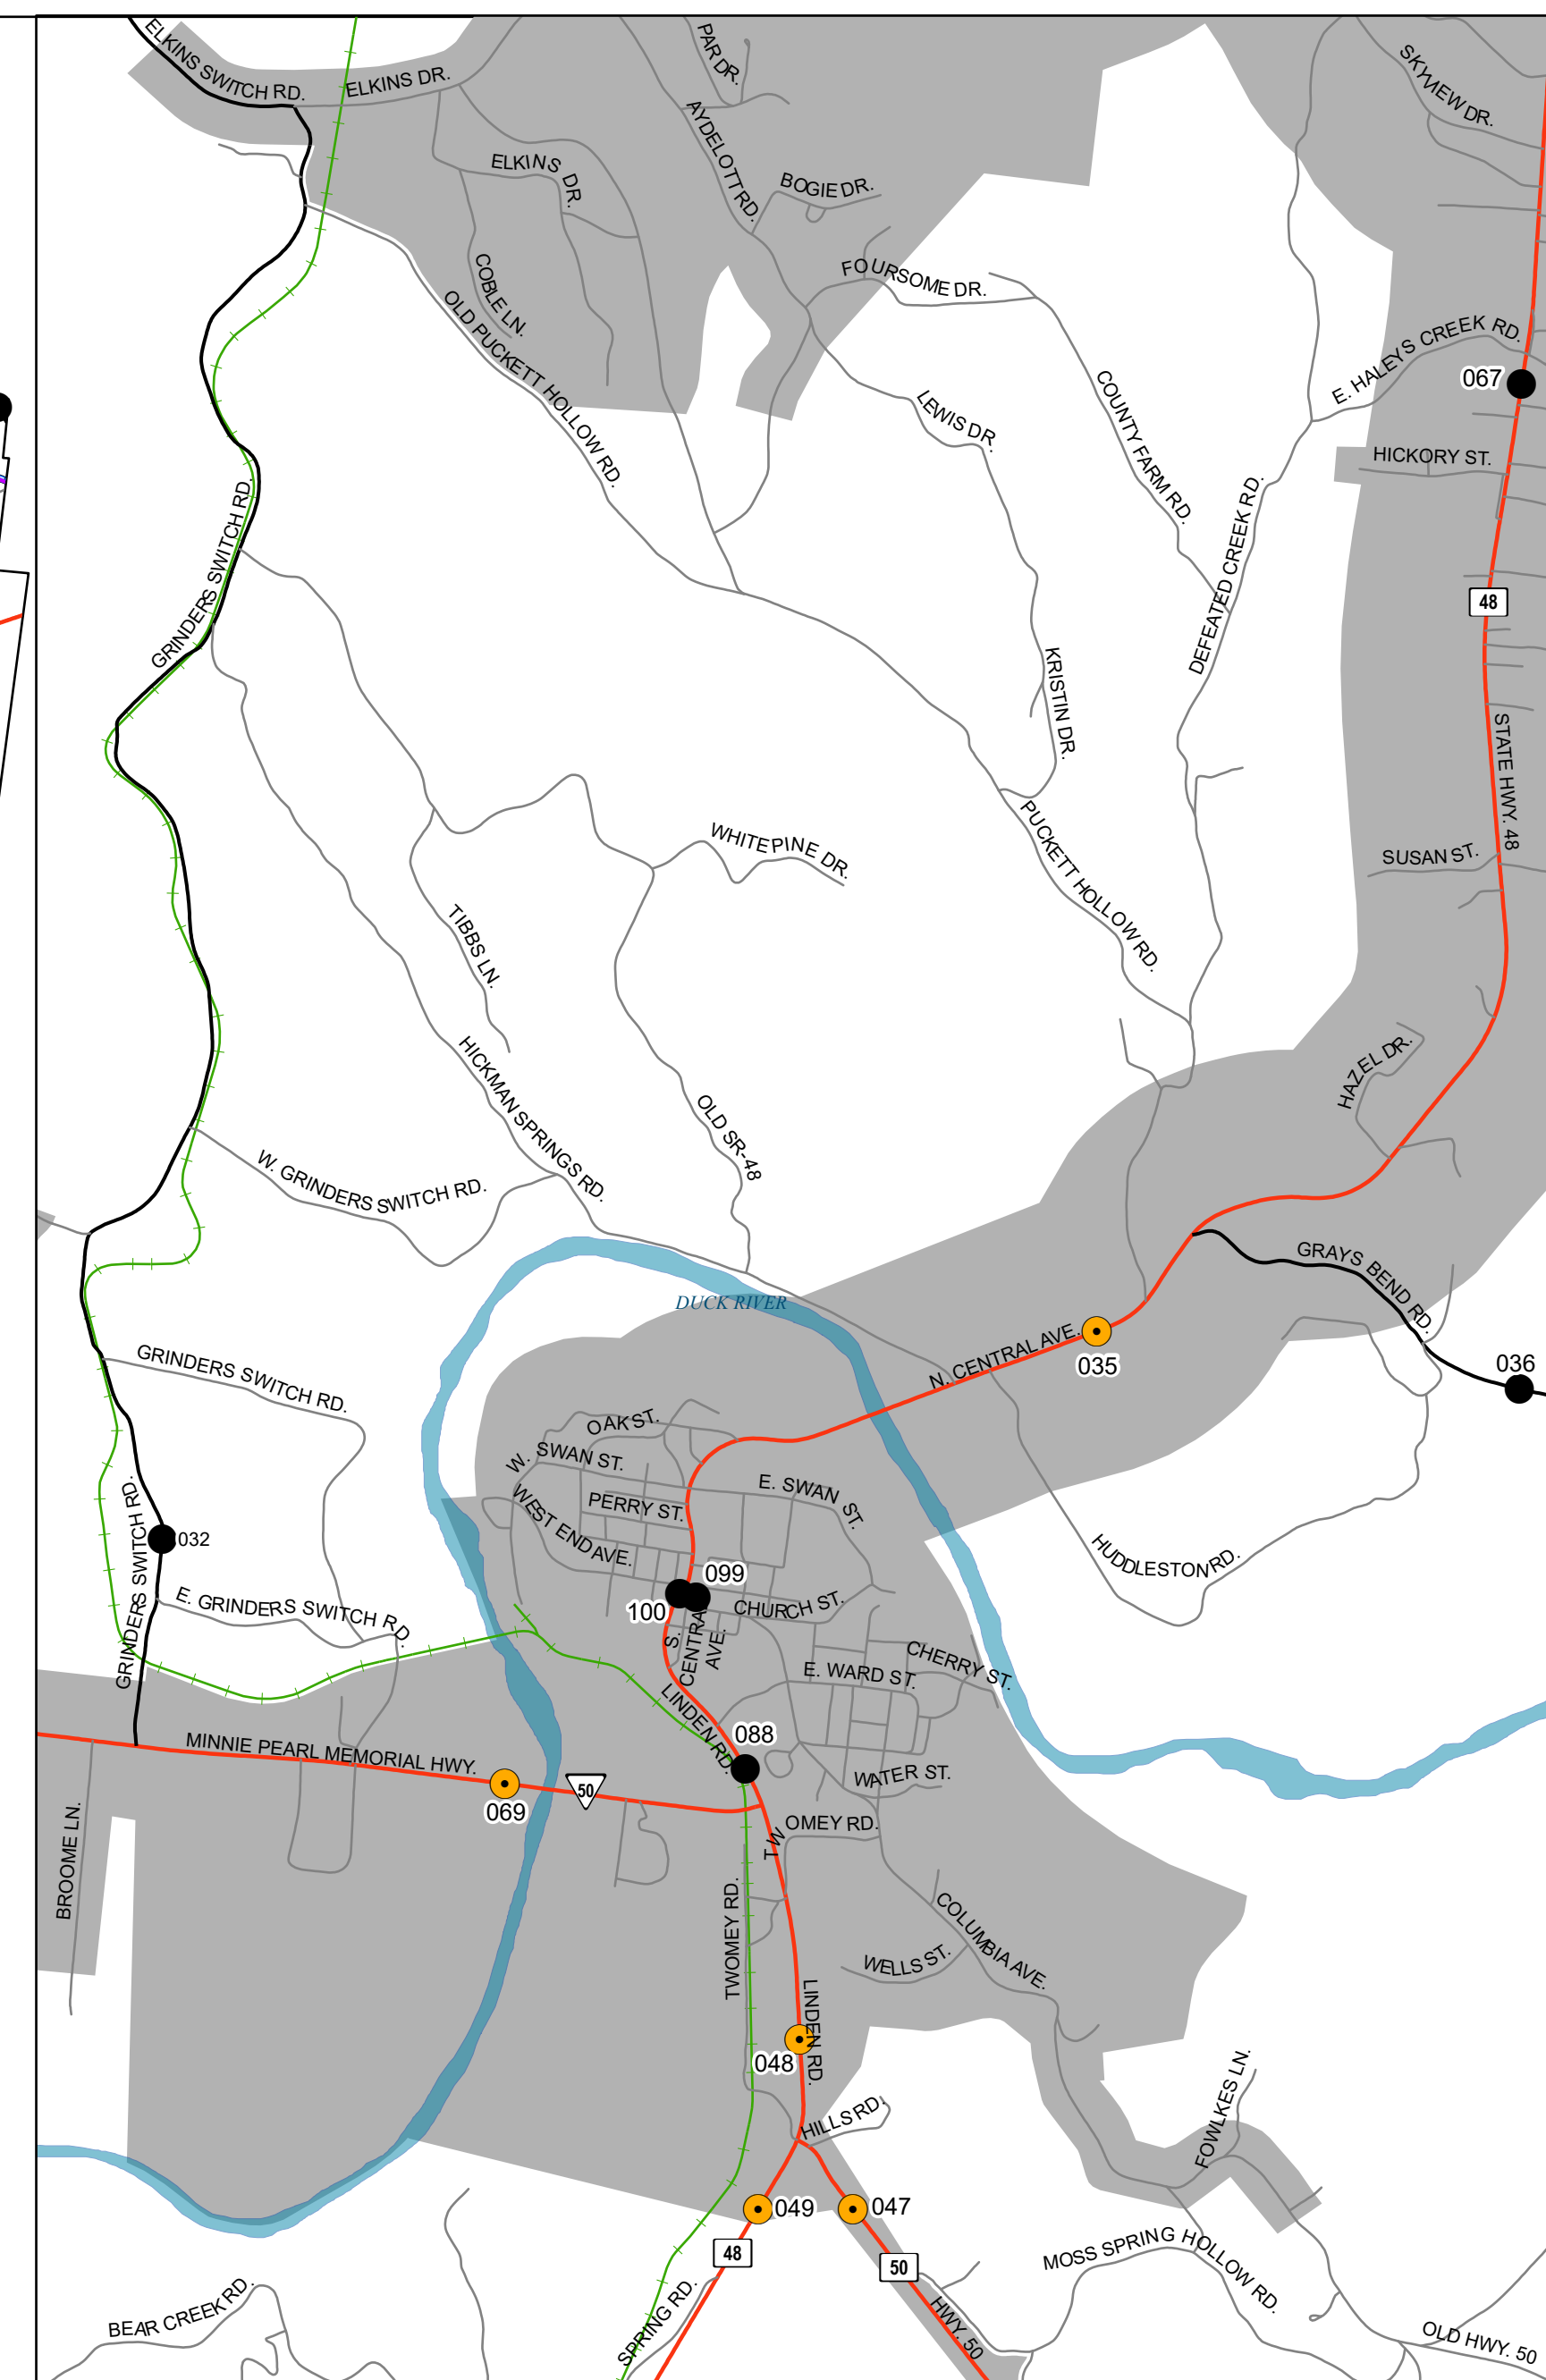 ELKINS SWITCH RD.
ELKINS DR.
PAR DR.
SKYVIEW DR.
AYDELOTT RD.
ELKINS DR.
BOGIE DR.
COBLE LN.
FOURSOME DR.
OLD PUCKETT HOLLOW RD.
E. HALEYS CREEK RD.
067
COUNTY FARM RD.
LEWIS DR.
HICKORY ST.
GRINDERS SWITCH RD.
DEFEATED CREEK RD.
48
KRISTIN DR.
STATE HWY. 48
WHITEPINE DR.
PUCKETT HOLLOW RD.
SUSAN ST.
TIBBS LN.
HICKMAN SPRINGS RD.
HAZEL DR.
OLD SR-48
W. GRINDERS SWITCH RD.
GRAYS BEND RD.
DUCK RIVER
N. CENTRAL AVE.
035
GRINDERS SWITCH RD.
036
OAK ST.
W. SWAN ST.
E. SWAN ST.
PERRY ST.
WEST END AVE.
GRINDERS SWITCH RD.
032
HUDDLESTON RD.
099
100
CHURCH ST.
E. GRINDERS SWITCH RD.
S. CENTRAL AVE.
CHERRY ST.
E. WARD ST.
LINDEN RD.
088
MINNIE PEARL MEMORIAL HWY.
WATER ST.
50
069
TWOMEY RD.
BROOME LN.
TWOMEY RD.
COLUMBIA AVE.
WELLS ST.
LINDEN RD.
048
HILLS RD.
FOWLKES LN.
049
047
48
50
MOSS SPRING HOLLOW RD.
BEAR CREEK RD.
SPRING RD.
HWY. 50
OLD HWY. 50